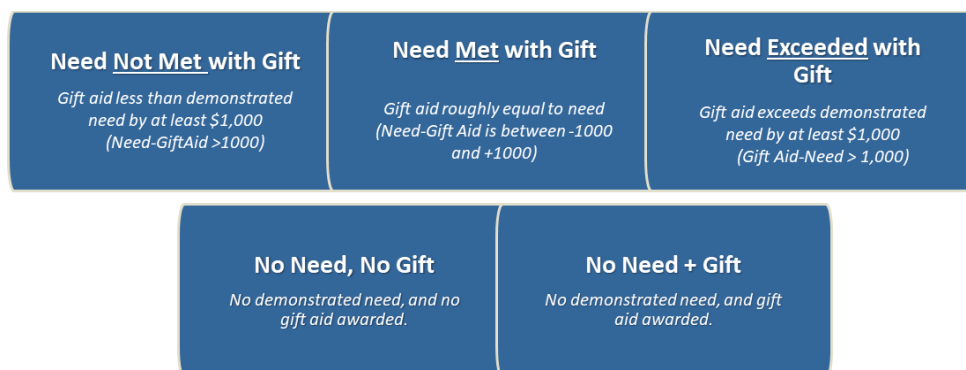 Need Not Met with Gift
Gift aid less than demonstrated
need by at least $1,000
(Need-GiftAid >1000)
Need Met with Gift
Gift aid roughly equal to need
(Need-Gift Aid is between -1000
and +1000)
Need Exceeded with
Gift
Gift aid exceeds demonstrated
need by at least $1,000
(Gift Aid-Need > 1,000)
No Need, No Gift
No demonstrated need, and no
gift aid awarded.
No Need + Gift
No demonstrated need, and gift
aid awarded.